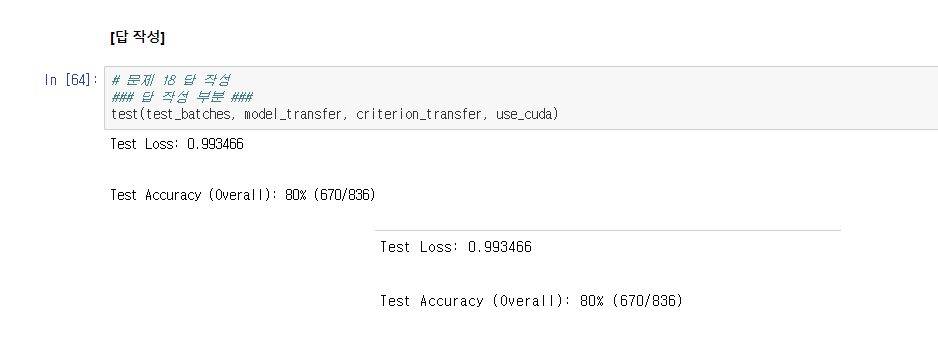 [답 작성]
In [64]:
# 문제 18 답 작성
### 답 작성 부분 ###
test(test_batches, model_transfer, criterion_transfer, use_cuda)
Test Loss: 0.993466
Test Accuracy (Overall): 80% (670/836)
Test Loss: 0.993466
Test Accuracy (Overall): 80% (670/836)